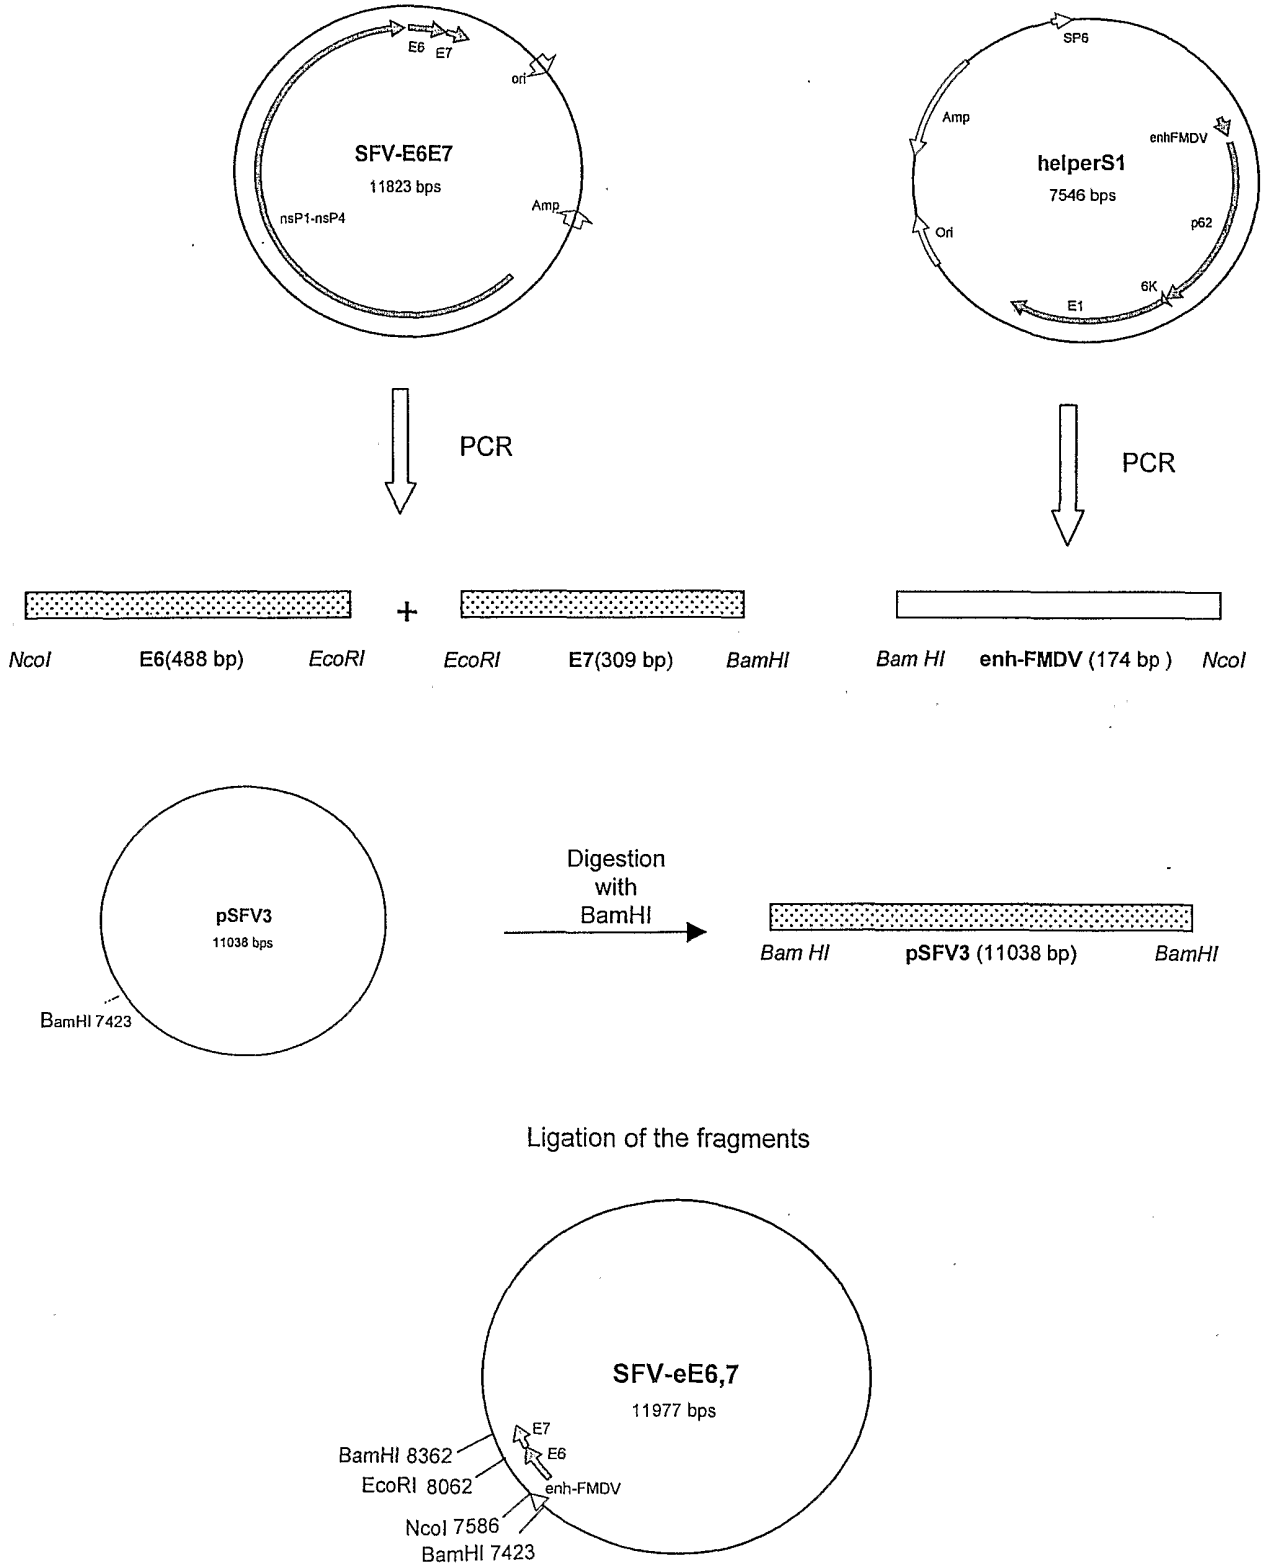 E6
E7
ori
SFV-E6E7
11823 bps
Amp
nsP1-nsP4
SP6
Amp
enhFMDV
helperS1
7546 bps
p62
Ori
6K
E1
PCR
PCR
+
NcoI E6(488 bp) EcoRI
EcoRI E7(309 bp) BamHI
Bam HI enh-FMDV (174 bp ) NcoI
pSFV3
11038 bps
BamHI 7423
Digestion
with
BamHI
Bam HI pSFV3 (11038 bp) BamHI
Ligation of the fragments
SFV-eE6,7
11977 bps
E7
E6
enh-FMDV
BamHI 8362
EcoRI 8062
NcoI 7586
BamHI 7423